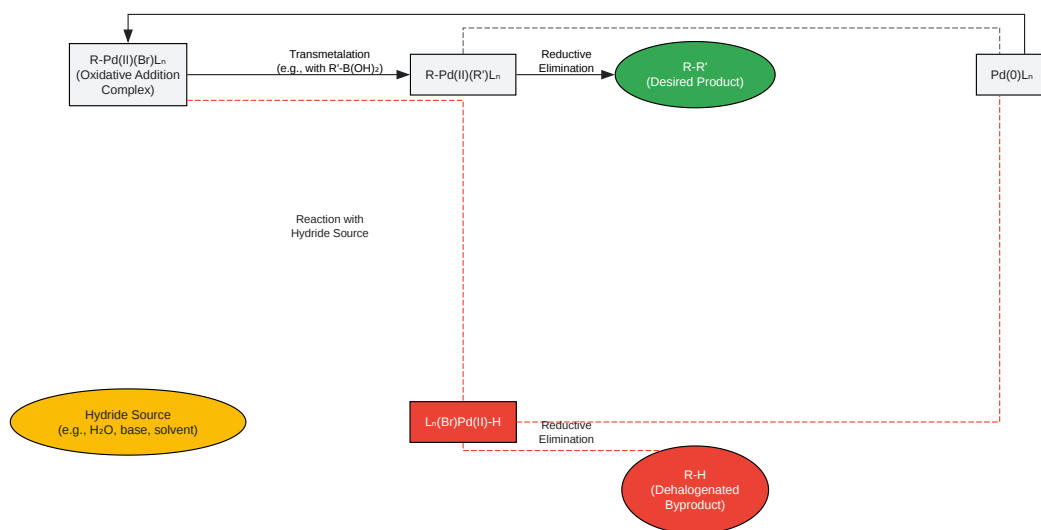 R-Pd(II)(Br)Lₙ
(Oxidative Addition
Complex)
Transmetalation
(e.g., with R'-B(OH)₂)
R-Pd(II)(R')Lₙ
Reductive
Elimination
R-R'
(Desired Product)
Pd(0)Lₙ
Reaction with
Hydride Source
Hydride Source
(e.g., H₂O, base, solvent)
Lₙ(Br)Pd(II)-H
Reductive
Elimination
R-H
(Dehalogenated
Byproduct)